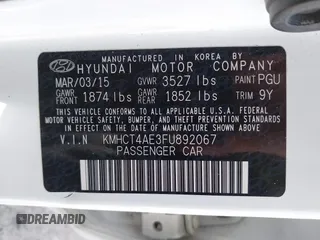 MANUFACTURED IN KOREA BY
HYUNDAI MOTOR COMPANY
MAR/03/15 GVWR 3527 lbs PAINT PGU
GAWR FRONT 1874 lbs GAWR REAR 1852 lbs TRIM 9Y
THIS VEHICLE CONFORMS TO ALL APPLICABLE U.S. FEDERAL MOTOR VEHICLE SAFETY, BUMPER, AND THEFT PREVENTION STANDARDS IN EFFECT ON THE DATE OF MANUFACTURE SHOWN ABOVE.
V.I.N KMHCT4AE3FU892067
PASSENGER CAR
DREAMBID